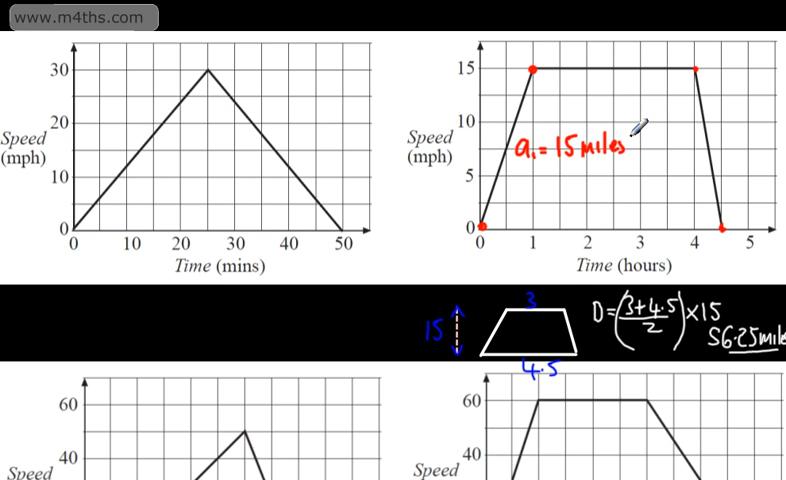 www.m4ths.com
30
20
Speed
(mph)
10
0
0 10 20 30 40 50
Time (mins)
15
10
Speed
(mph)
5
0
0 1 2 3 4 5
Time (hours)
a₁ = 15 miles
3
15
4.5
D = (3+4.5/2) × 15
56.25 mile
60
40
Speed
60
40
Speed